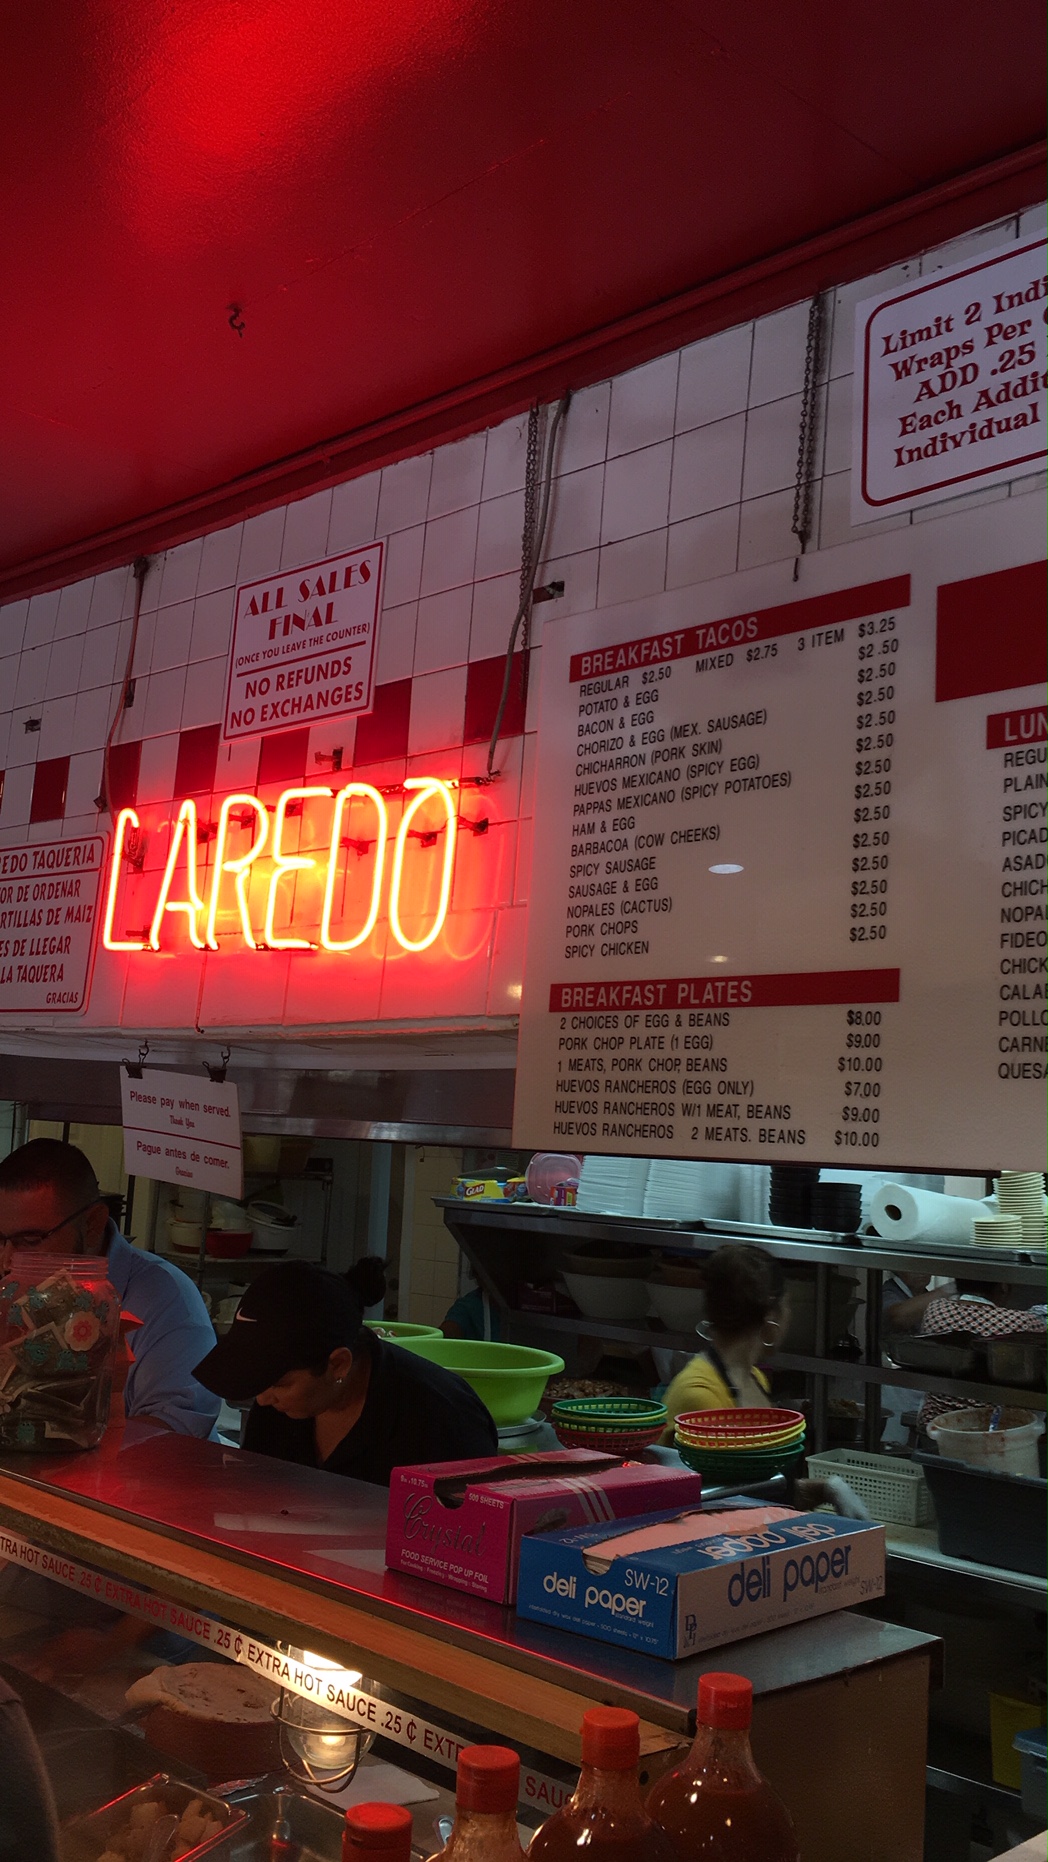 Limit 2 Indi
Wraps Per
ADD .25
Each Addit
Individual
ALL SALES
FINAL
(ONCE YOU LEAVE THE COUNTER)
NO REFUNDS
NO EXCHANGES
LAREDO
EDO TAQUERIA
OR DE ORDENAR
RTILLAS DE MAIZ
ES DE LLEGAR
LA TAQUERA
GRACIAS
BREAKFAST TACOS
REGULAR $2.50 MIXED $2.75 3 ITEM $3.25
POTATO & EGG $2.50
BACON & EGG $2.50
CHORIZO & EGG (MEX. SAUSAGE) $2.50
CHICHARRON (PORK SKIN) $2.50
HUEVOS MEXICANO (SPICY EGG) $2.50
PAPPAS MEXICANO (SPICY POTATOES) $2.50
HAM & EGG $2.50
BARBACOA (COW CHEEKS) $2.50
SPICY SAUSAGE $2.50
SAUSAGE & EGG $2.50
NOPALES (CACTUS) $2.50
PORK CHOPS $2.50
SPICY CHICKEN $2.50
BREAKFAST PLATES
2 CHOICES OF EGG & BEANS $8.00
PORK CHOP PLATE (1 EGG) $9.00
1 MEATS, PORK CHOP, BEANS $10.00
HUEVOS RANCHEROS (EGG ONLY) $7.00
HUEVOS RANCHEROS W/1 MEAT, BEANS $9.00
HUEVOS RANCHEROS 2 MEATS. BEANS $10.00
LUN
REGU
PLAIN
SPICY
PICAD
ASAD
CHICH
NOPAL
FIDEO
CHICK
CALAB
POLLO
CARNE
QUESA
Please pay when served.
Thank You
Pague antes de comer.
Gracias
GLAD
500 SHEETS
Crystal
FOOD SERVICE POP UP FOIL
deli paper
SW-12
deli paper
standard weight
deli paper
standard weight
SW-12
TRA HOT SAUCE .25 ¢ EXTRA HOT SAUCE .25 ¢ EXTRA HOT SAUCE .25 ¢ EXT SAUC